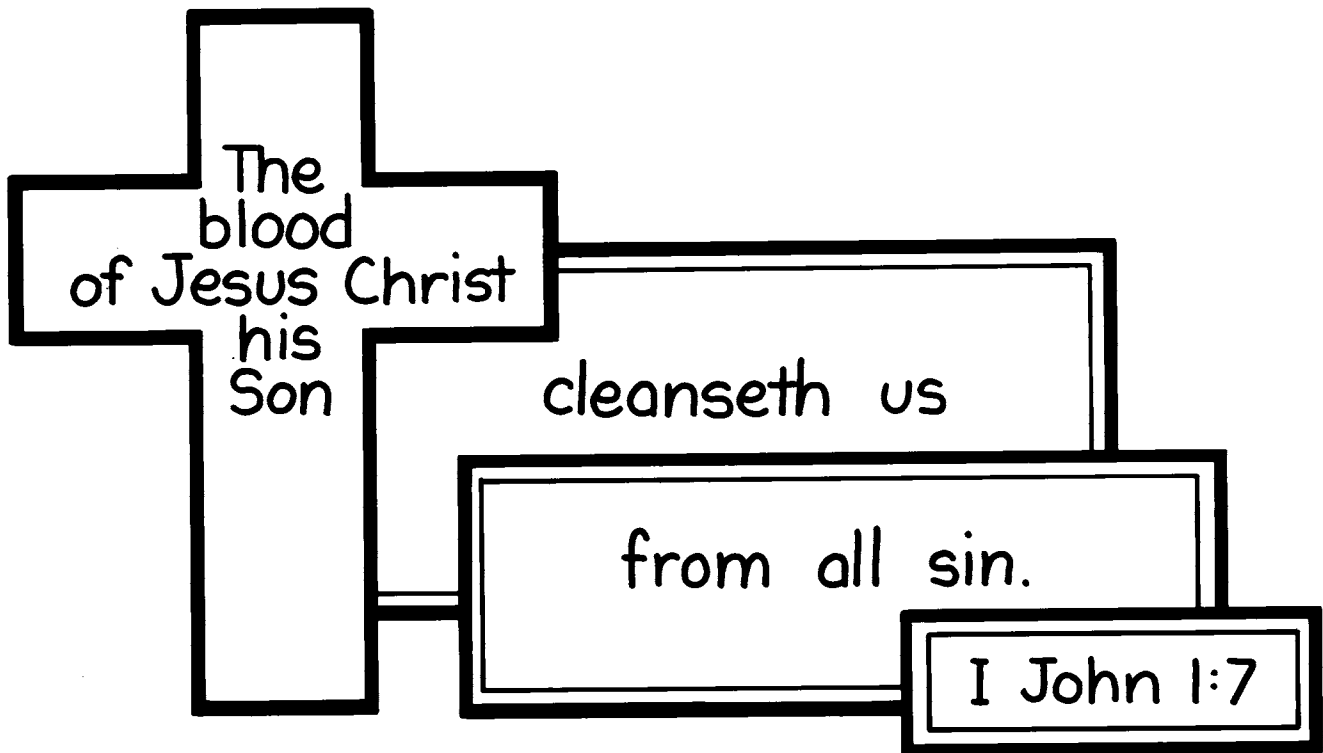 The
blood
of Jesus Christ
his
Son
cleanseth us
from all sin.
I John 1:7